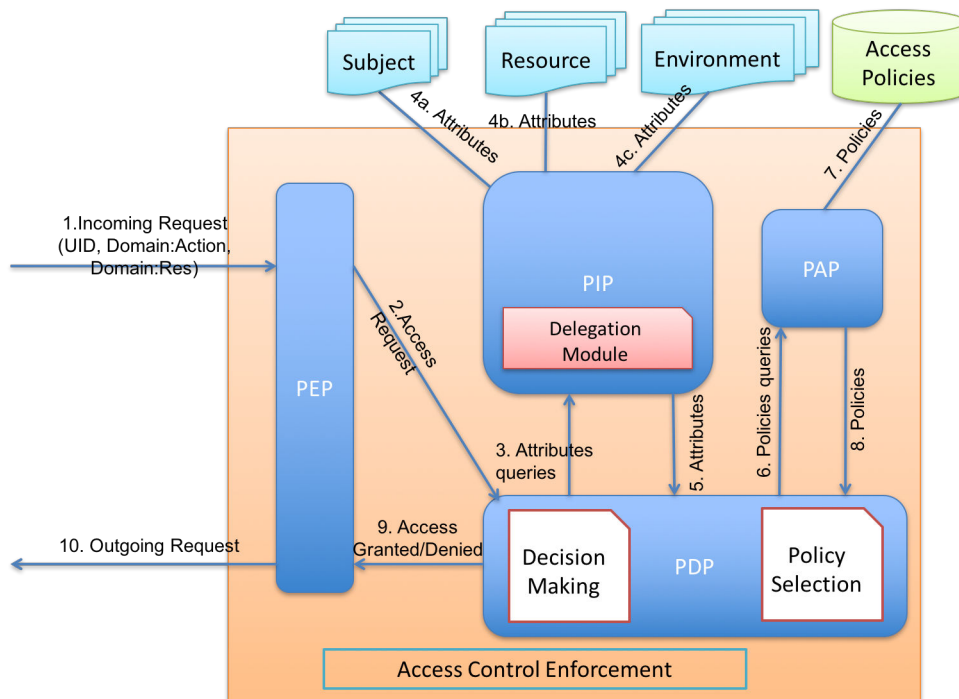 Subject
Resource
Environment
Access
Policies
4a. Attributes
4b. Attributes
4c. Attributes
7. Policies
1.Incoming Request
(UID, Domain:Action,
Domain:Res)
PIP
PAP
Delegation
Module
2.Access
Request
PEP
3. Attributes
queries
5. Attributes
6. Policies queries
8. Policies
9. Access
Granted/Denied
10. Outgoing Request
Decision
Making
PDP
Policy
Selection
Access Control Enforcement